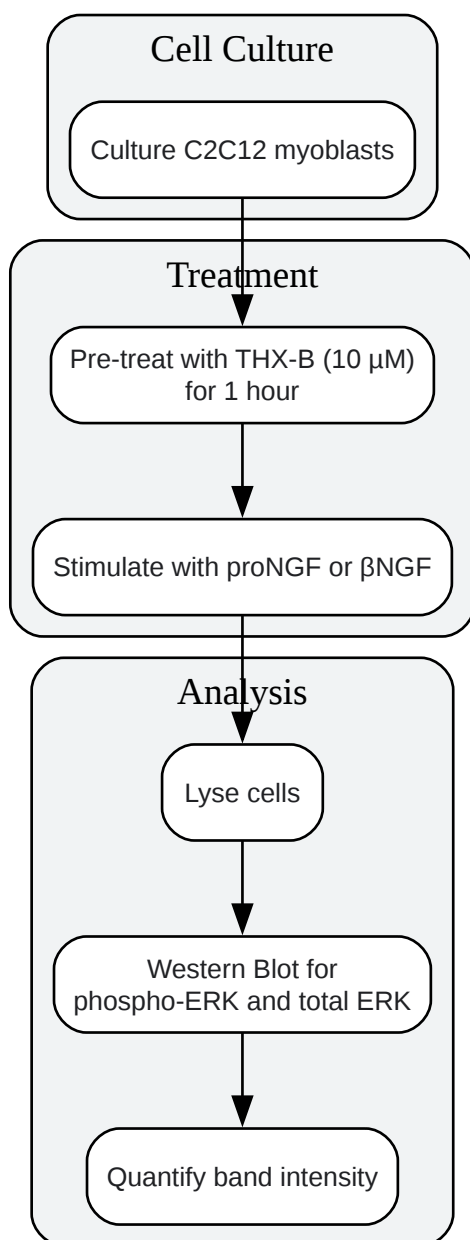 Cell Culture
Culture C2C12 myoblasts
Treatment
Pre-treat with THX-B (10 µM)
for 1 hour
Stimulate with proNGF or βNGF
Analysis
Lyse cells
Western Blot for
phospho-ERK and total ERK
Quantify band intensity